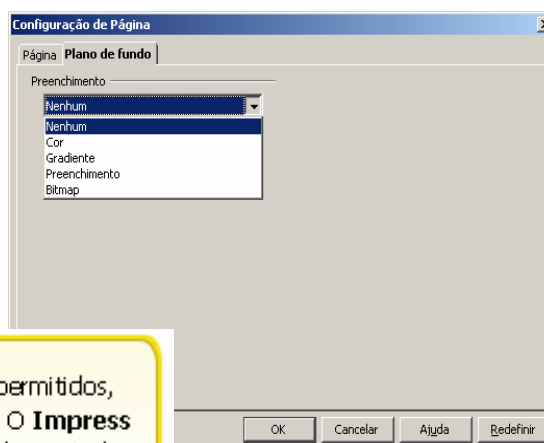 Configuração de Página
Página Plano de fundo
Preenchimento
Nenhum
Nenhum
Cor
Gradiente
Preenchimento
Bitmap
permitidos,
O Impress
OK Cancelar Ajuda Redefinir